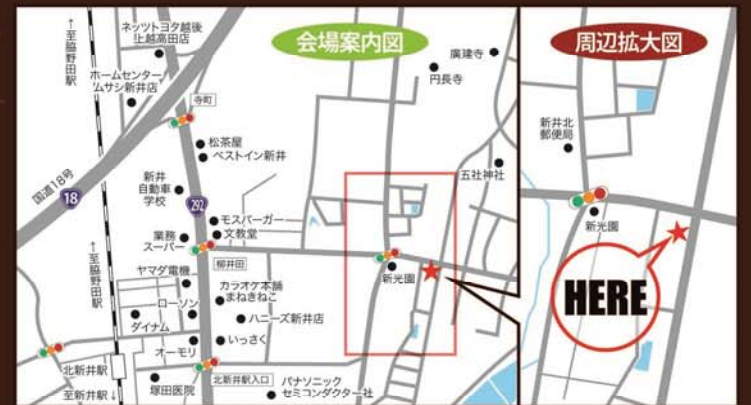 会場案内図
周辺拡大図
↑至脇野田駅
ネッツトヨタ越後
上越高田店
ホームセンター
ムサシ新井店
寺町
廣建寺
円長寺
松茶屋
ベストイン新井
新井
自動車
学校
国道18号
18
292
五社神社
モスバーガー
文教堂
業務
スーパー
柳井田
新光園
↑至脇野田駅
ヤマダ電機
カラオケ本舗
まねきねこ
ローソン
ダイナム
ハニーズ新井店
オーモリ
いっさく
北新井駅
北新井駅入口
至新井駅↓
塚田医院
パナソニック
セミコンダクター社
新井北
郵便局
新光園
HERE